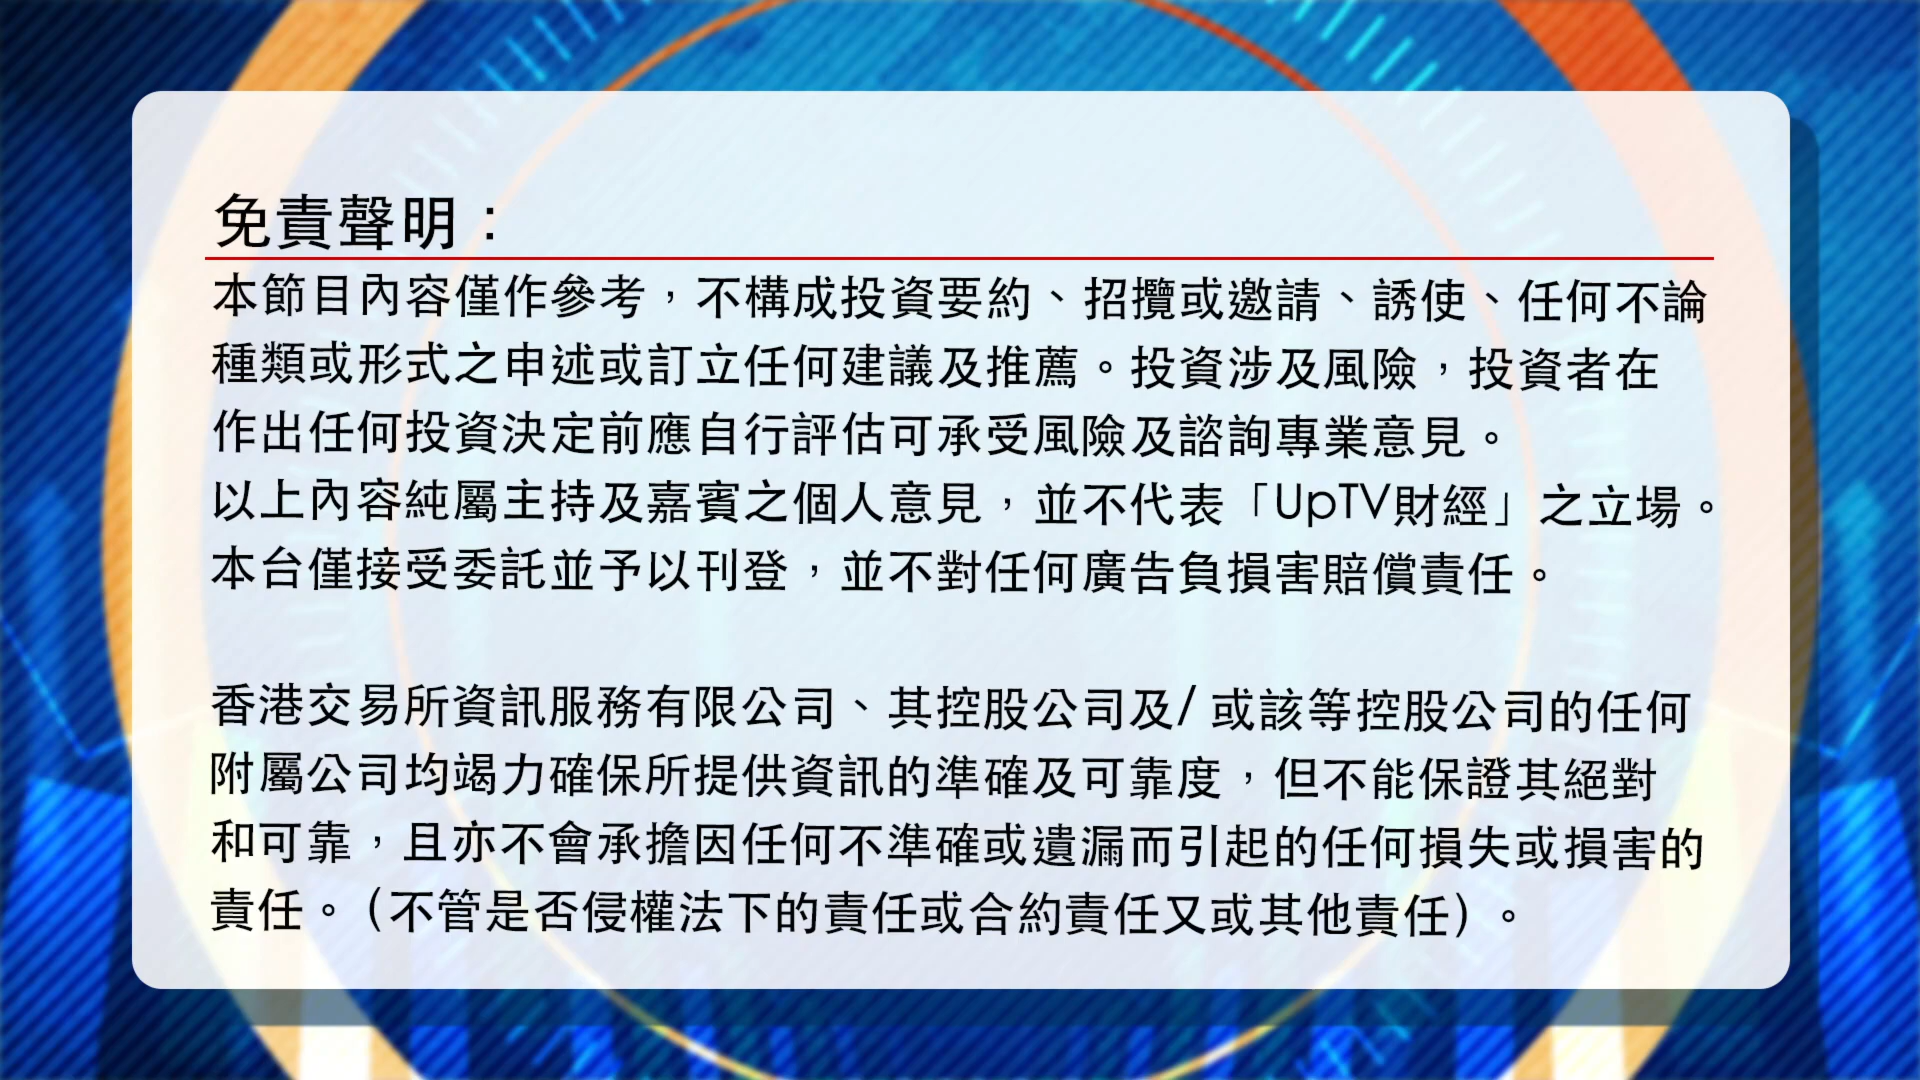 免責聲明：
本節目內容僅作參考，不構成投資要約、招攬或邀請、誘使、任何不論
種類或形式之申述或訂立任何建議及推薦。投資涉及風險，投資者在
作出任何投資決定前應自行評估可承受風險及諮詢專業意見。
以上內容純屬主持及嘉賓之個人意見，並不代表「UpTV財經」之立場。
本台僅接受委託並予以刊登，並不對任何廣告負損害賠償責任。
香港交易所資訊服務有限公司、其控股公司及/ 或該等控股公司的任何
附屬公司均竭力確保所提供資訊的準確及可靠度，但不能保證其絕對
和可靠，且亦不會承擔因任何不準確或遺漏而引起的任何損失或損害的
責任。（不管是否侵權法下的責任或合約責任又或其他責任）。